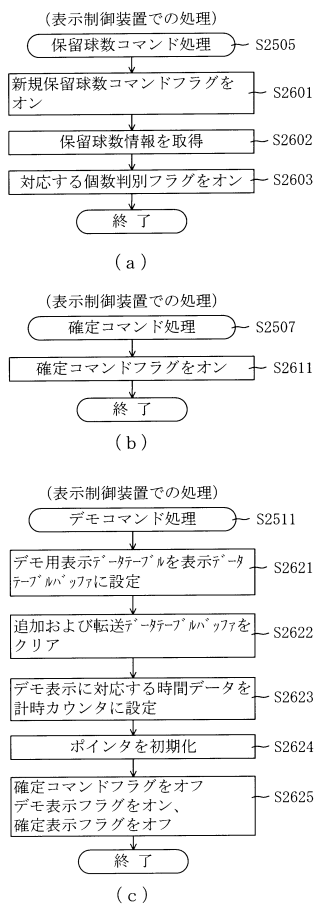 (表示制御装置での処理)
保留球数コマンド処理 S2505
新規保留球数コマンドフラグを
オン
S2601
保留球数情報を取得 S2602
対応する個数判別フラグをオン S2603
終 了
(a)
(表示制御装置での処理)
確定コマンド処理 S2507
確定コマンドフラグをオン S2611
終 了
(b)
(表示制御装置での処理)
デモコマンド処理 S2511
デモ用表示ﾃﾞｰﾀﾃｰﾌﾞﾙを表示ﾃﾞｰﾀ
ﾃｰﾌﾞﾙﾊﾞｯﾌｧに設定
S2621
追加および転送ﾃﾞｰﾀﾃｰﾌﾞﾙﾊﾞｯﾌｧを
クリア
S2622
デモ表示に対応する時間データを
計時カウンタに設定
S2623
ポインタを初期化 S2624
確定コマンドフラグをオフ
デモ表示フラグをオン、
確定表示フラグをオフ
S2625
終 了
(c)